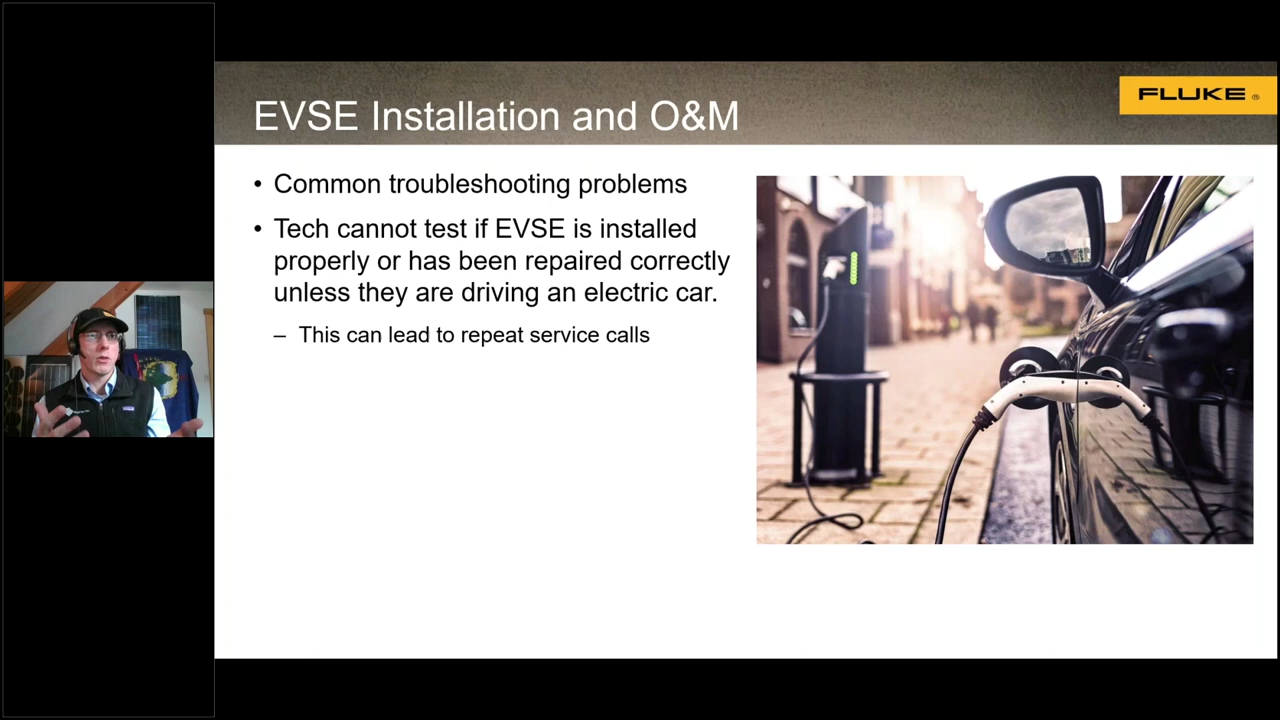 EVSE Installation and O&M
FLUKE ®
• Common troubleshooting problems
• Tech cannot test if EVSE is installed
properly or has been repaired correctly
unless they are driving an electric car.
– This can lead to repeat service calls